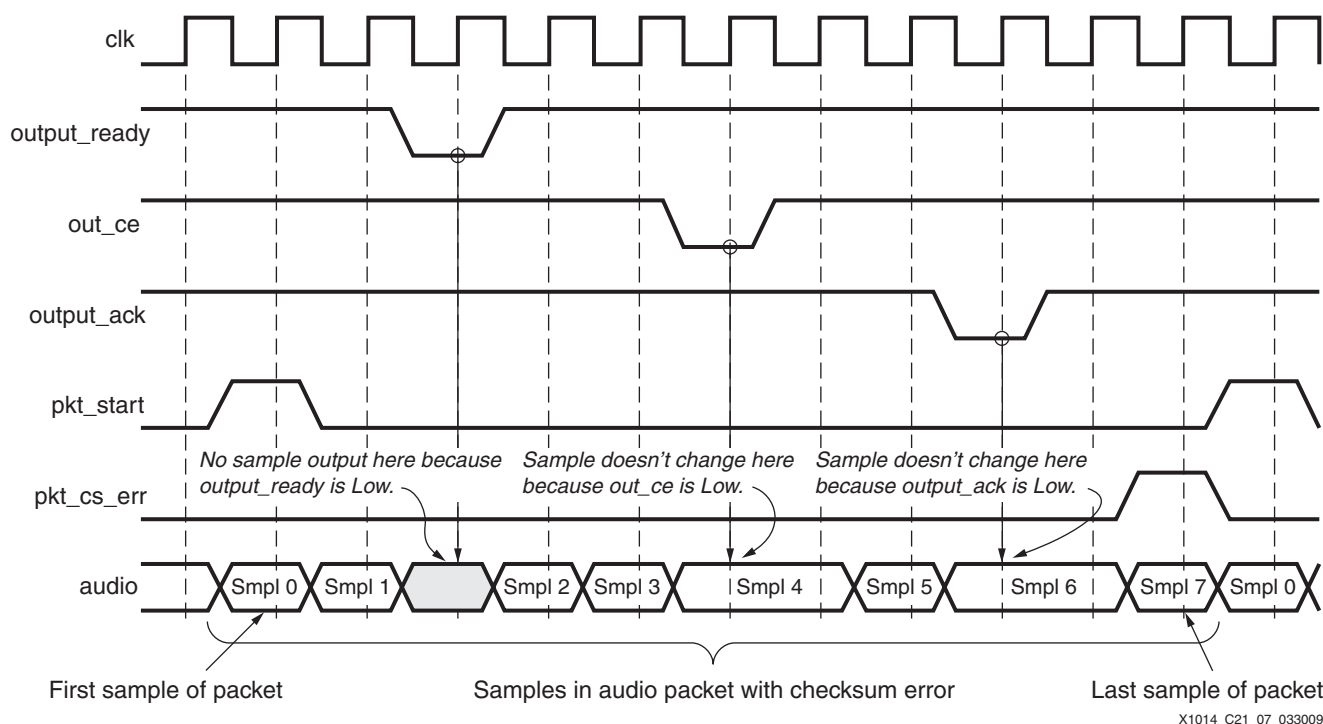 clk
output_ready
out_ce
output_ack
pkt_start
No sample output here because
output_ready is Low.
Sample doesn't change here
because out_ce is Low.
Sample doesn't change here
because output_ack is Low.
pkt_cs_err
audio
Smpl 0
Smpl 1
Smpl 2
Smpl 3
Smpl 4
Smpl 5
Smpl 6
Smpl 7
Smpl 0
First sample of packet
Samples in audio packet with checksum error
Last sample of packet
X1014_C21_07_033009